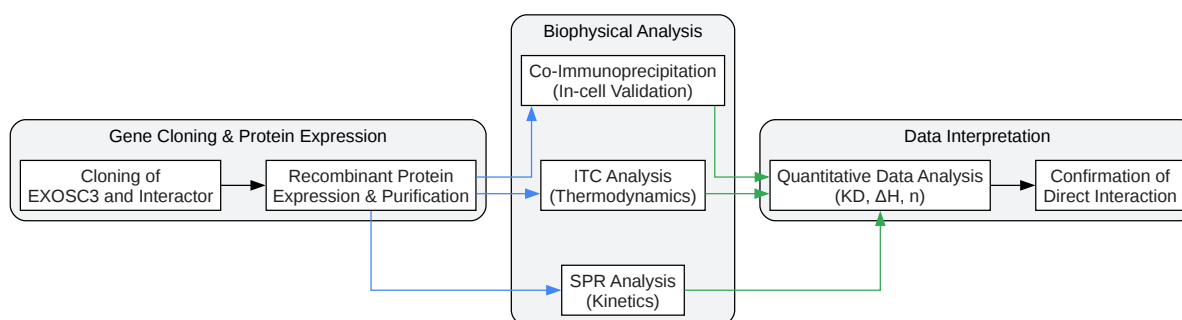 Gene Cloning & Protein Expression
Cloning of
EXOSC3 and Interactor
Recombinant Protein
Expression & Purification
Biophysical Analysis
Co-Immunoprecipitation
(In-cell Validation)
ITC Analysis
(Thermodynamics)
SPR Analysis
(Kinetics)
Data Interpretation
Quantitative Data Analysis
(KD, ΔH, n)
Confirmation of
Direct Interaction